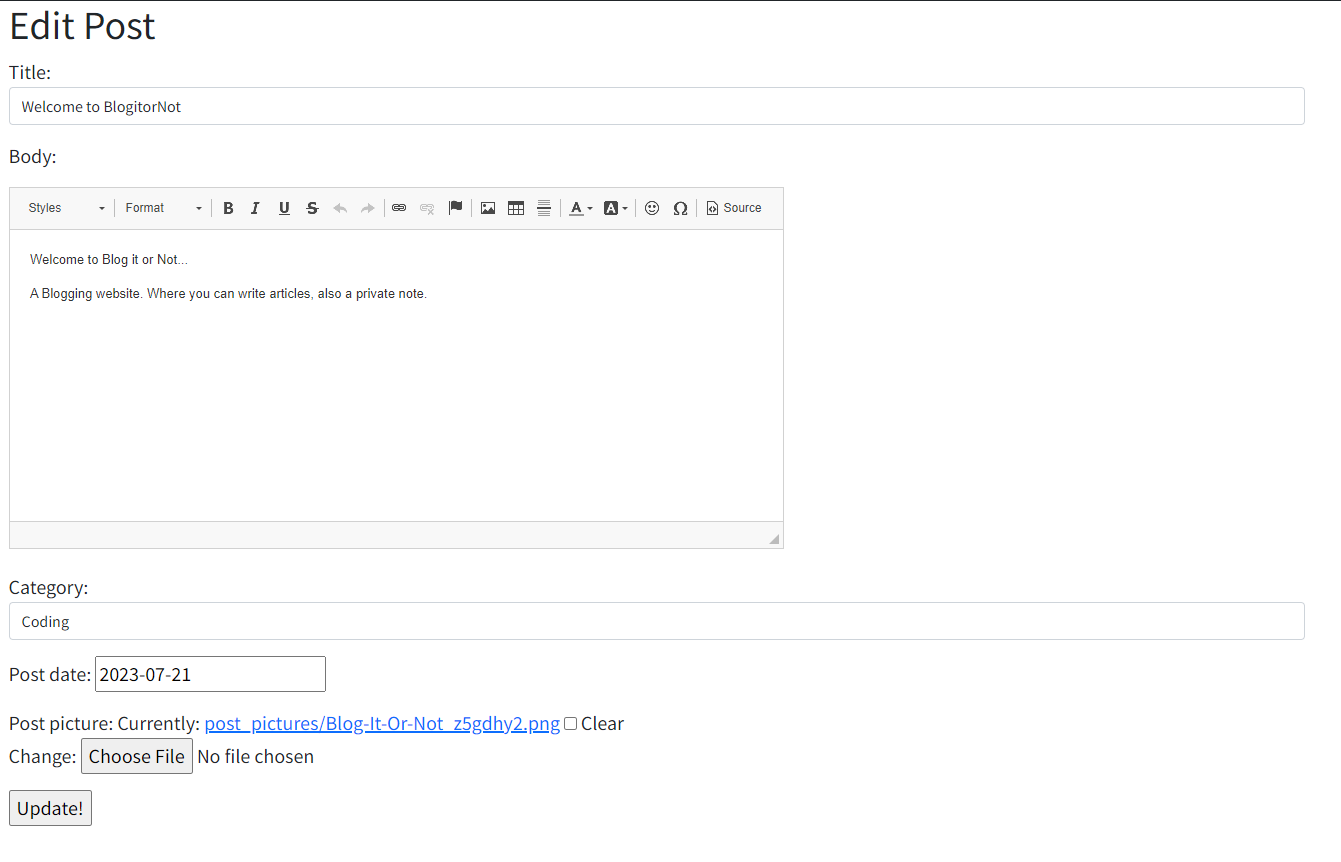 Edit Post
Title:
Welcome to BlogitorNot
Body:
Styles Format B I U S A A Ω Source
Welcome to Blog it or Not...
A Blogging website. Where you can write articles, also a private note.
Category:
Coding
Post date: 2023-07-21
Post picture: Currently: post_pictures/Blog-It-Or-Not_z5gdhy2.png Clear
Change: Choose File No file chosen
Update!